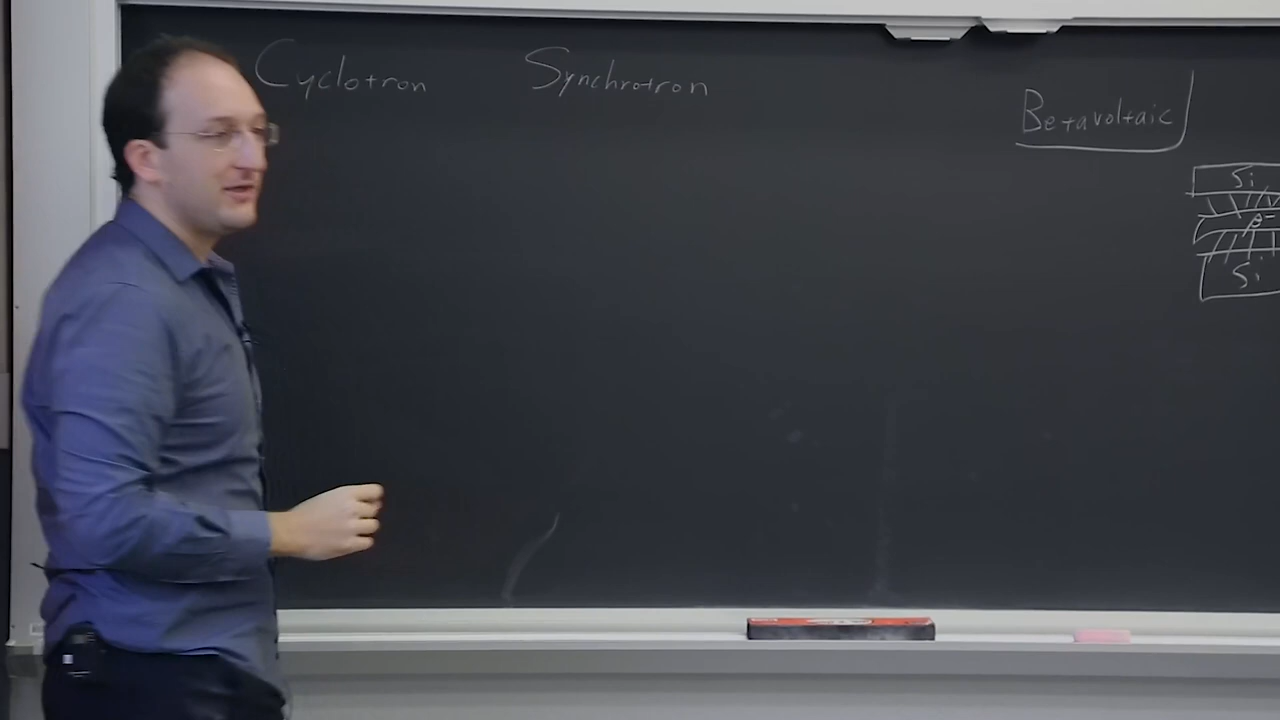 Cyclotron Synchrotron
Betavoltaic
Si
β-
Si